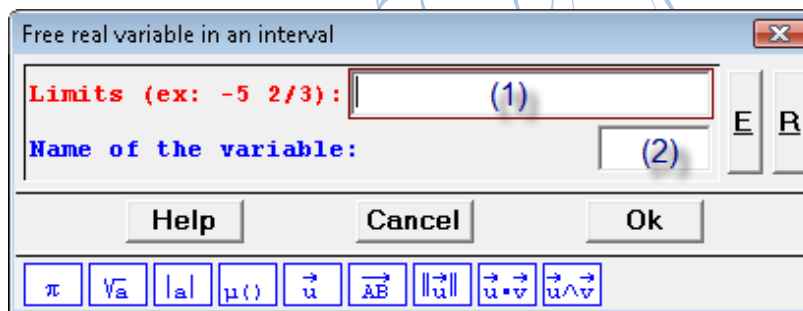 Free real variable in an interval
Limits (ex: -5 2/3): (1)
E R
Name of the variable: (2)
Help Cancel Ok
π √a |a| μ() u⃗ AB⃗ ‖u⃗‖ u⃗•v⃗ u⃗∧v⃗